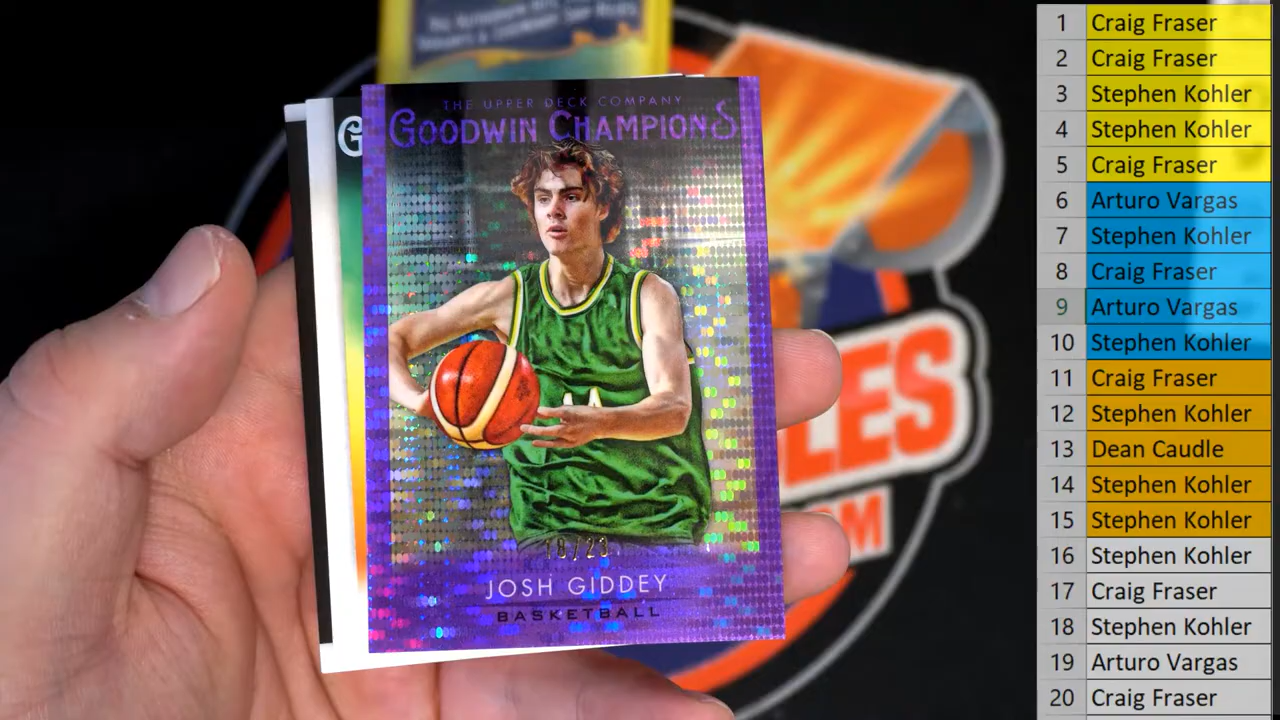 THE UPPER DECK COMPANY
GOODWIN CHAMPIONS
G
JOSH GIDDEY
BASKETBALL
LES
OM
1 Craig Fraser
2 Craig Fraser
3 Stephen Kohler
4 Stephen Kohler
5 Craig Fraser
6 Arturo Vargas
7 Stephen Kohler
8 Craig Fraser
9 Arturo Vargas
10 Stephen Kohler
11 Craig Fraser
12 Stephen Kohler
13 Dean Caudle
14 Stephen Kohler
15 Stephen Kohler
16 Stephen Kohler
17 Craig Fraser
18 Stephen Kohler
19 Arturo Vargas
20 Craig Fraser